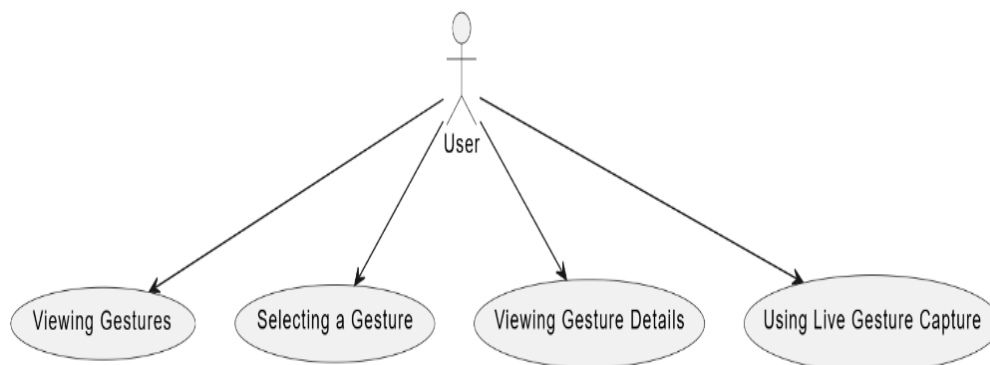 User
Viewing Gestures
Selecting a Gesture
Viewing Gesture Details
Using Live Gesture Capture